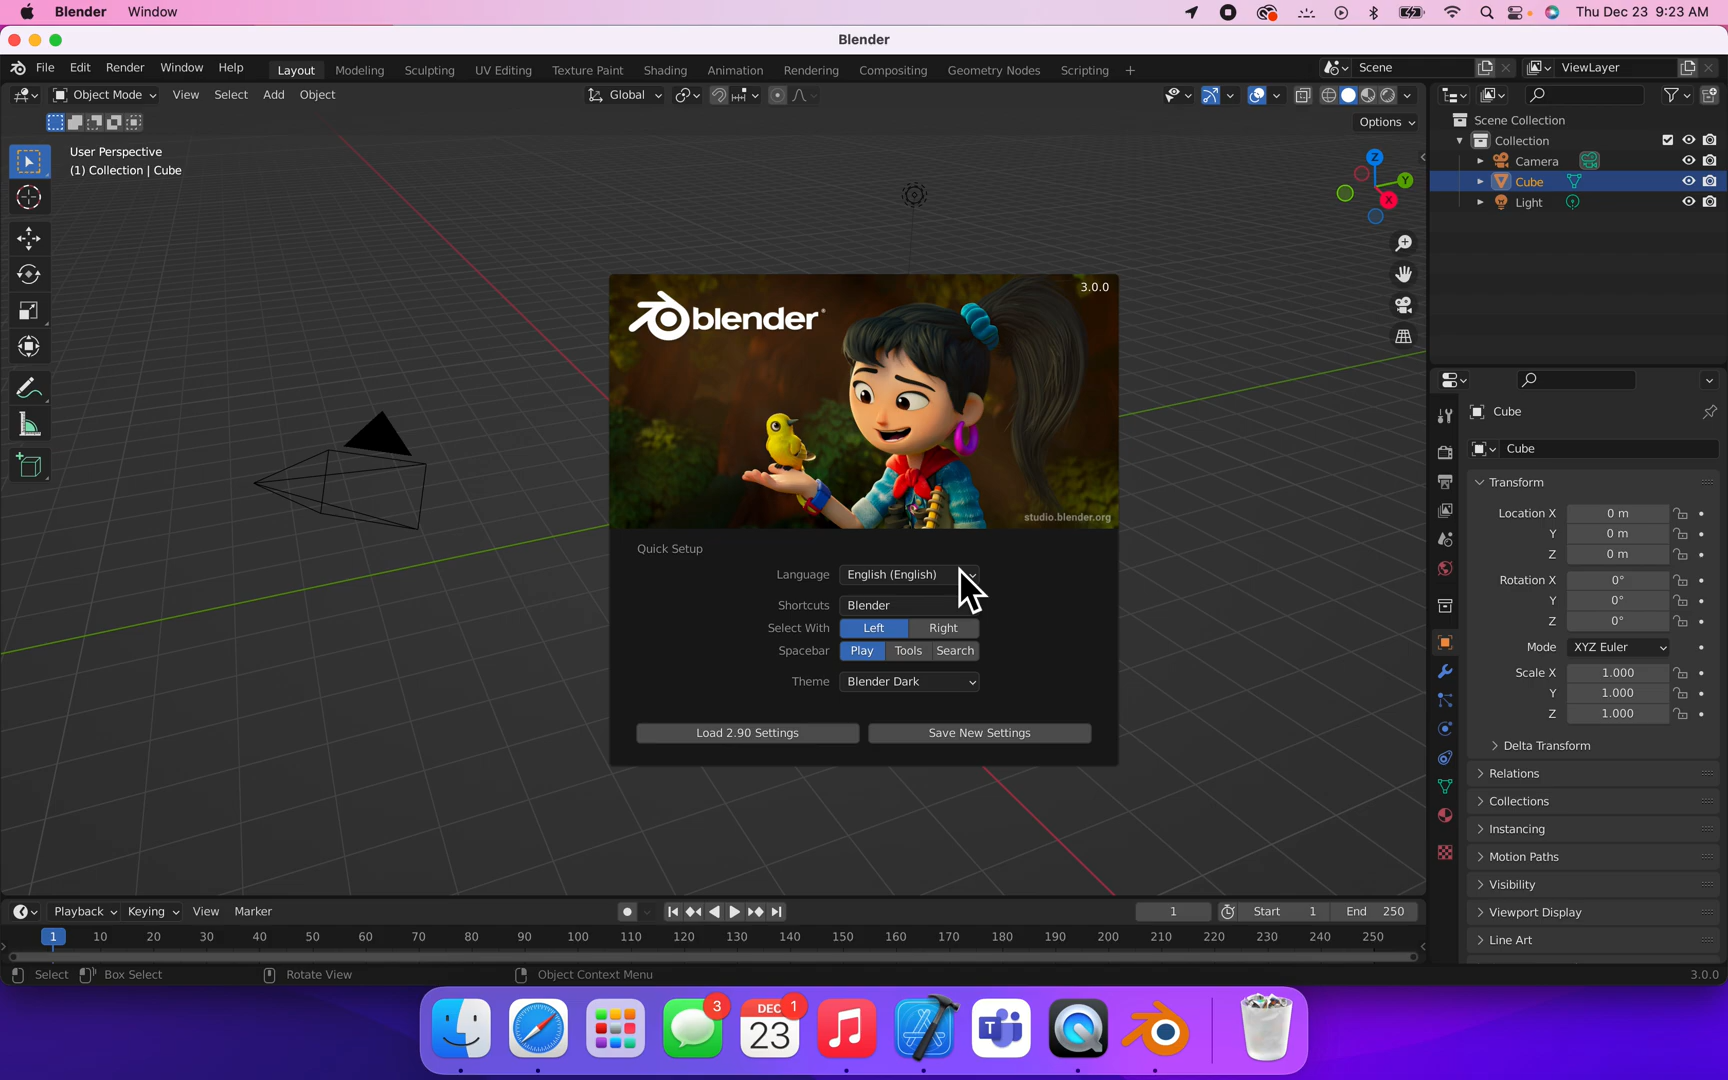 Blender Window Thu Dec 23 9:23 AM
Blender
File Edit Render Window Help Layout Modeling Sculpting UV Editing Texture Paint Shading Animation Rendering Compositing Geometry Nodes Scripting + Scene ViewLayer
Object Mode View Select Add Object Global
Options
User Perspective
(1) Collection | Cube
Z
Y
X
Scene Collection
Collection
Camera
Cube
Light
3.0.0
blender
studio.blender.org
Quick Setup
Language English (English)
Shortcuts Blender
Select With Left Right
Spacebar Play Tools Search
Theme Blender Dark
Load 2.90 Settings Save New Settings
Cube
Cube
Transform
Location X 0 m
Y 0 m
Z 0 m
Rotation X 0°
Y 0°
Z 0°
Mode XYZ Euler
Scale X 1.000
Y 1.000
Z 1.000
Delta Transform
Relations
Collections
Instancing
Motion Paths
Visibility
Viewport Display
Line Art
Playback Keying View Marker 1 Start 1 End 250
1 10 20 30 40 50 60 70 80 90 100 110 120 130 140 150 160 170 180 190 200 210 220 230 240 250
Select Box Select Rotate View Object Context Menu 3.0.0
3
DEC 1
23
T